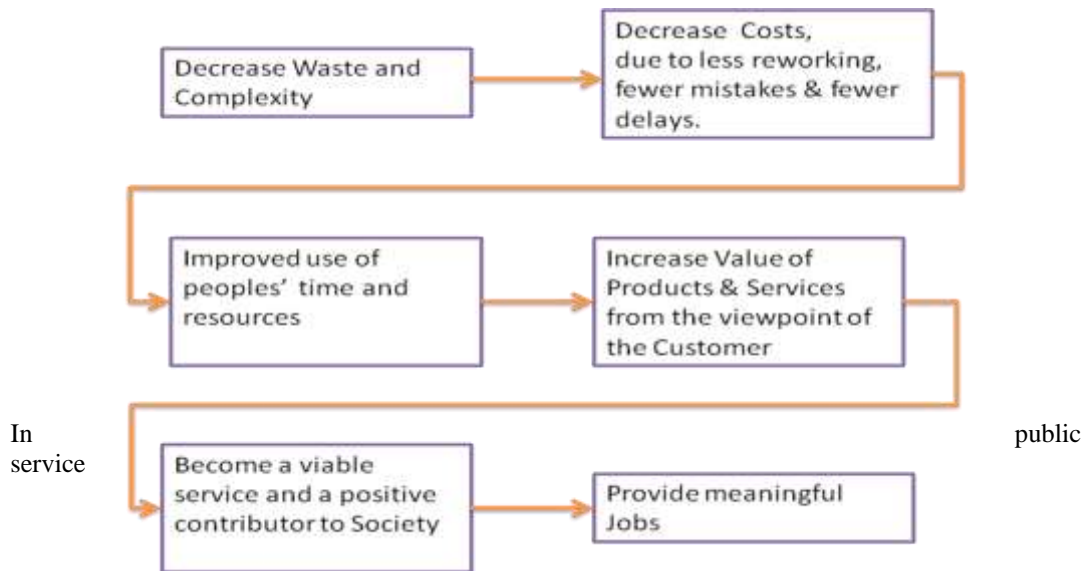 Decrease Waste and
Complexity
Decrease Costs,
due to less reworking,
fewer mistakes & fewer
delays.
Improved use of
peoples' time and
resources
Increase Value of
Products & Services
from the viewpoint of
the Customer
In public
service
Become a viable
service and a positive
contributor to Society
Provide meaningful
Jobs